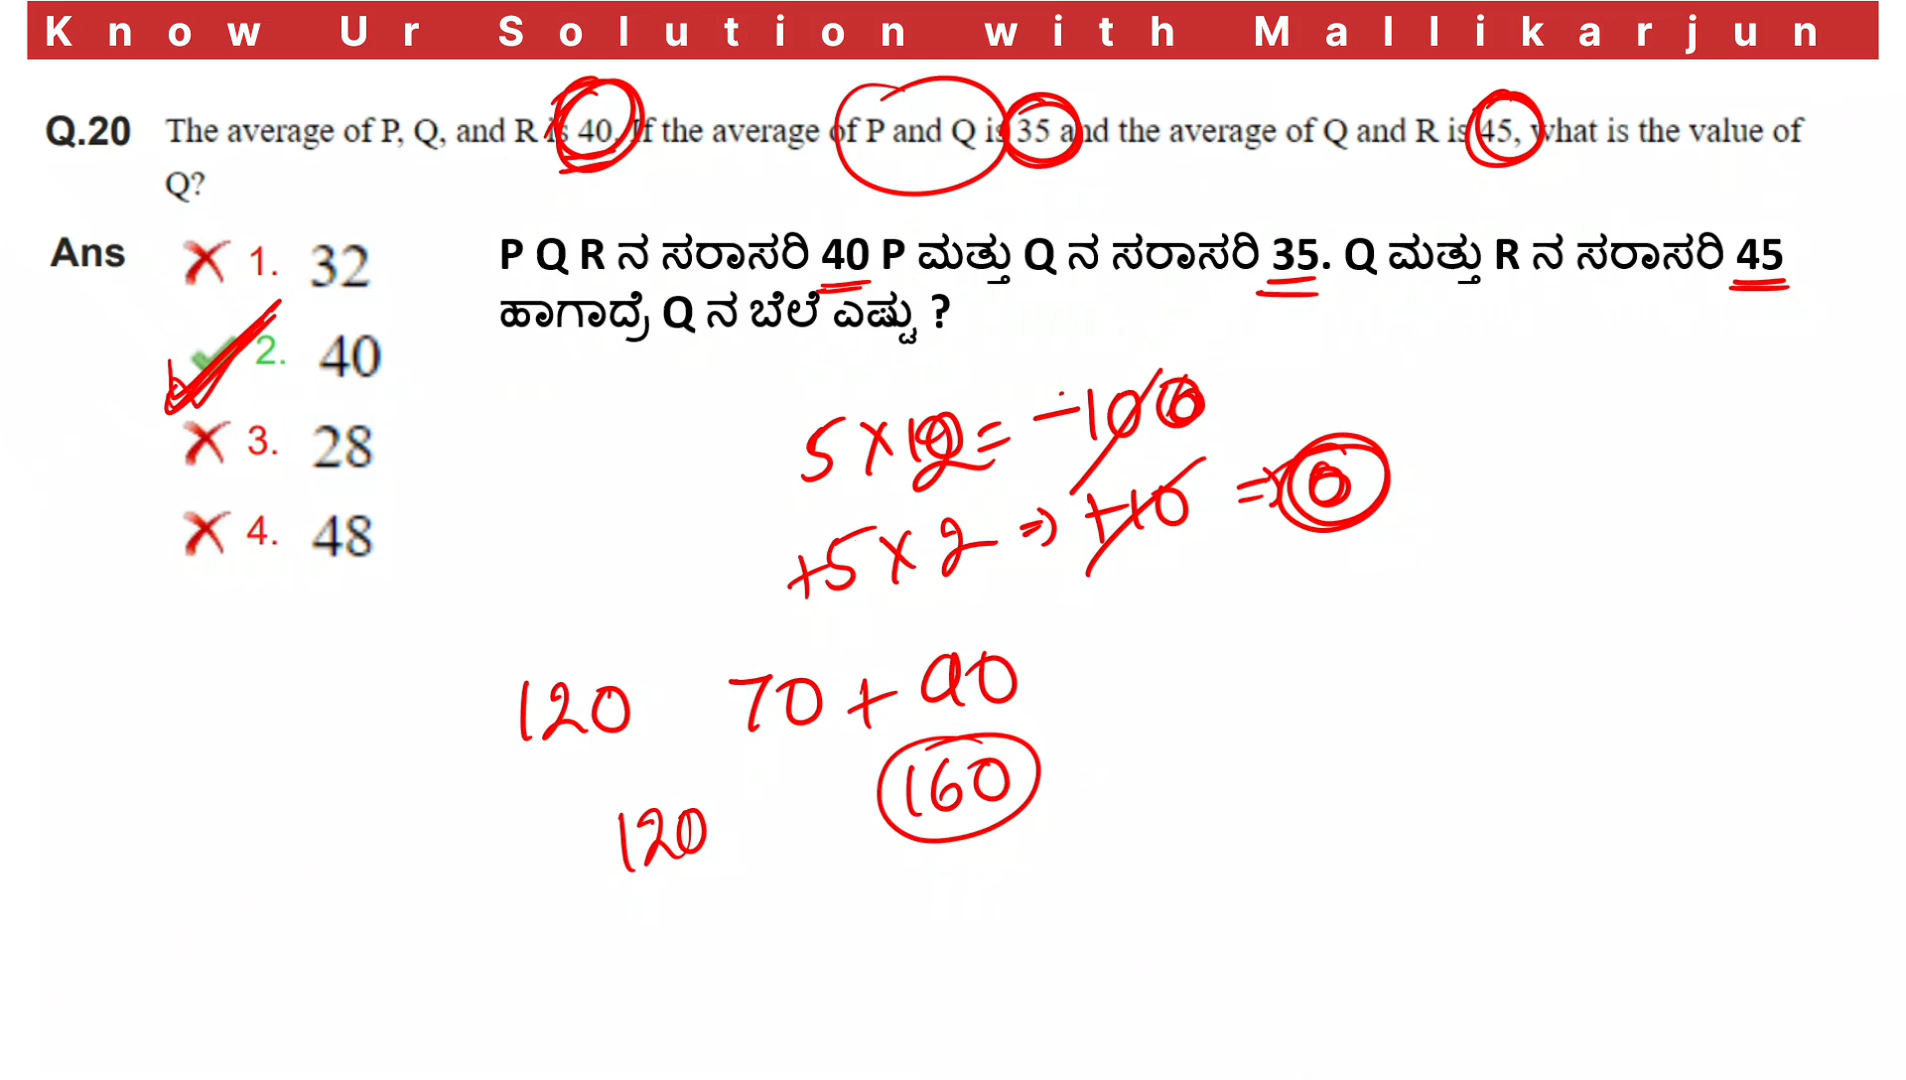 Know Ur Solution with Mallikarjun
Q.20 The average of P, Q, and R is 40. If the average of P and Q is 35 and the average of Q and R is 45, what is the value of
Q?
Ans
1. 32
2. 40
3. 28
4. 48
P Q R ನ ಸರಾಸರಿ 40 P ಮತ್ತು Q ನ ಸರಾಸರಿ 35. Q ಮತ್ತು R ನ ಸರಾಸರಿ 45
ಹಾಗಾದ್ರೆ Q ನ ಬೆಲೆ ಎಷ್ಟು ?
+5 × 2 ⇒ +10 ⇒ 0
120 70 + 90
160
120